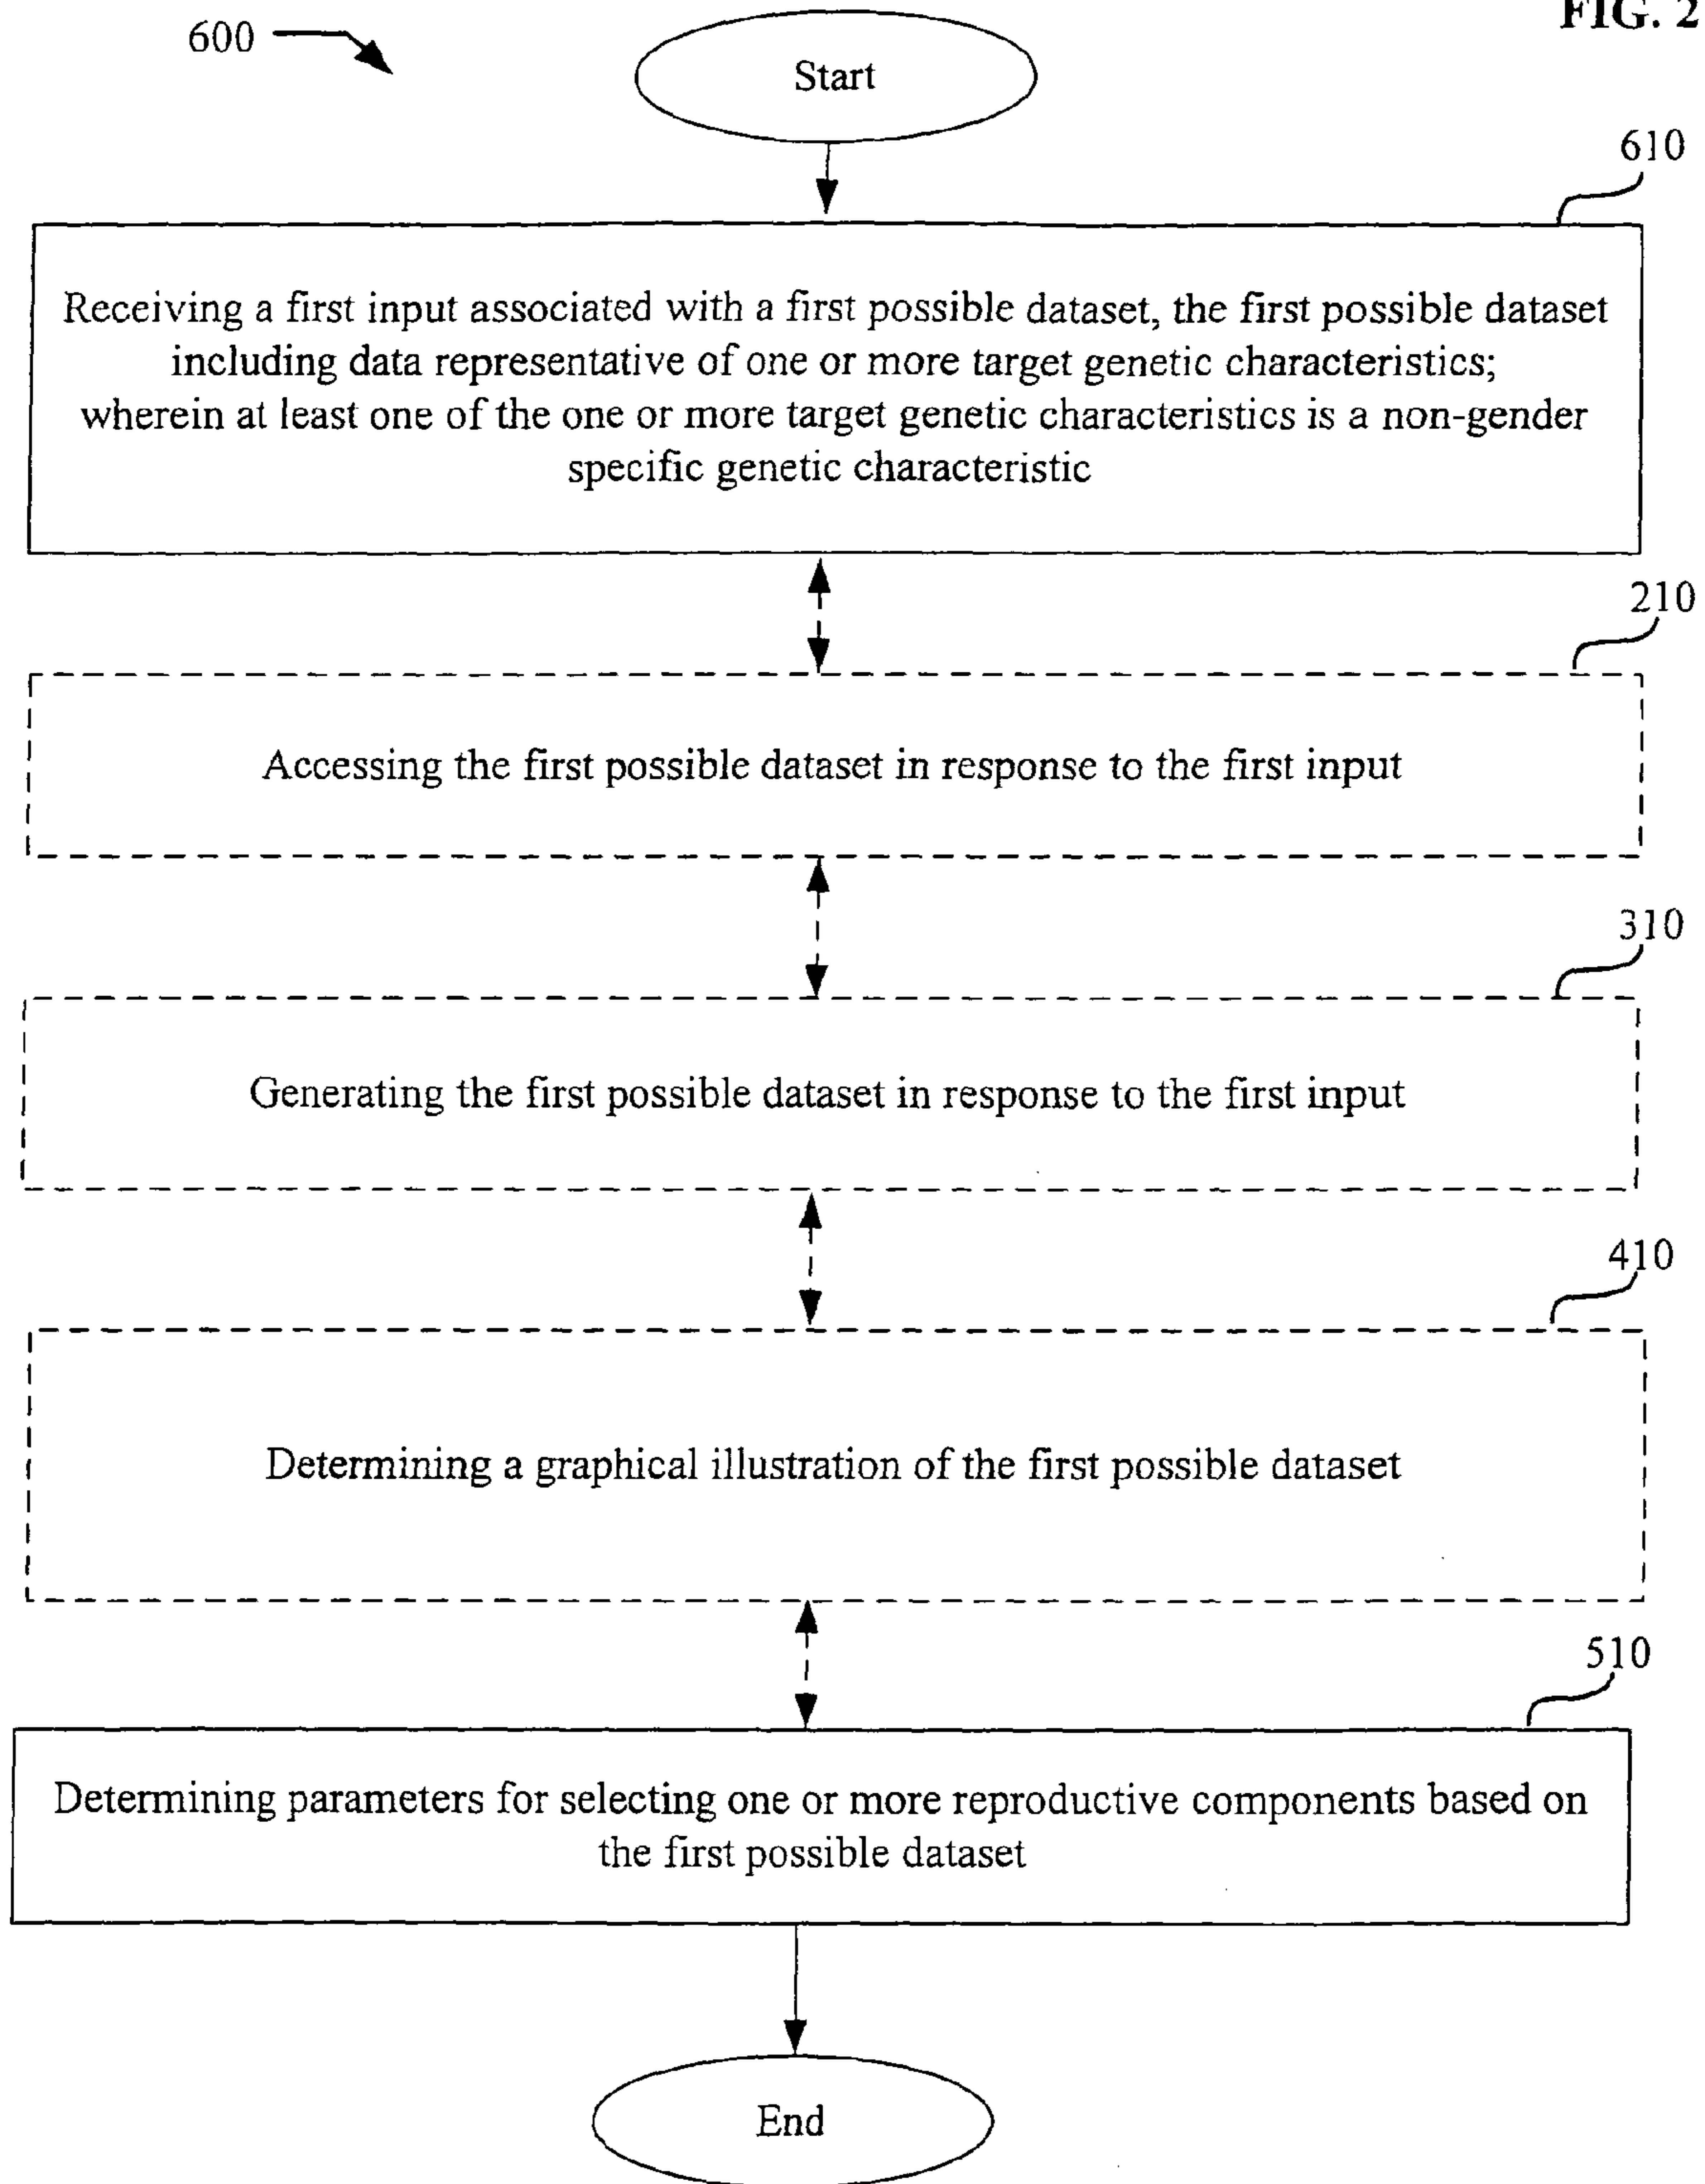 FIG. 2
600
Start
610
Receiving a first input associated with a first possible dataset, the first possible dataset
including data representative of one or more target genetic characteristics;
wherein at least one of the one or more target genetic characteristics is a non-gender
specific genetic characteristic
210
Accessing the first possible dataset in response to the first input
310
Generating the first possible dataset in response to the first input
410
Determining a graphical illustration of the first possible dataset
510
Determining parameters for selecting one or more reproductive components based on
the first possible dataset
End